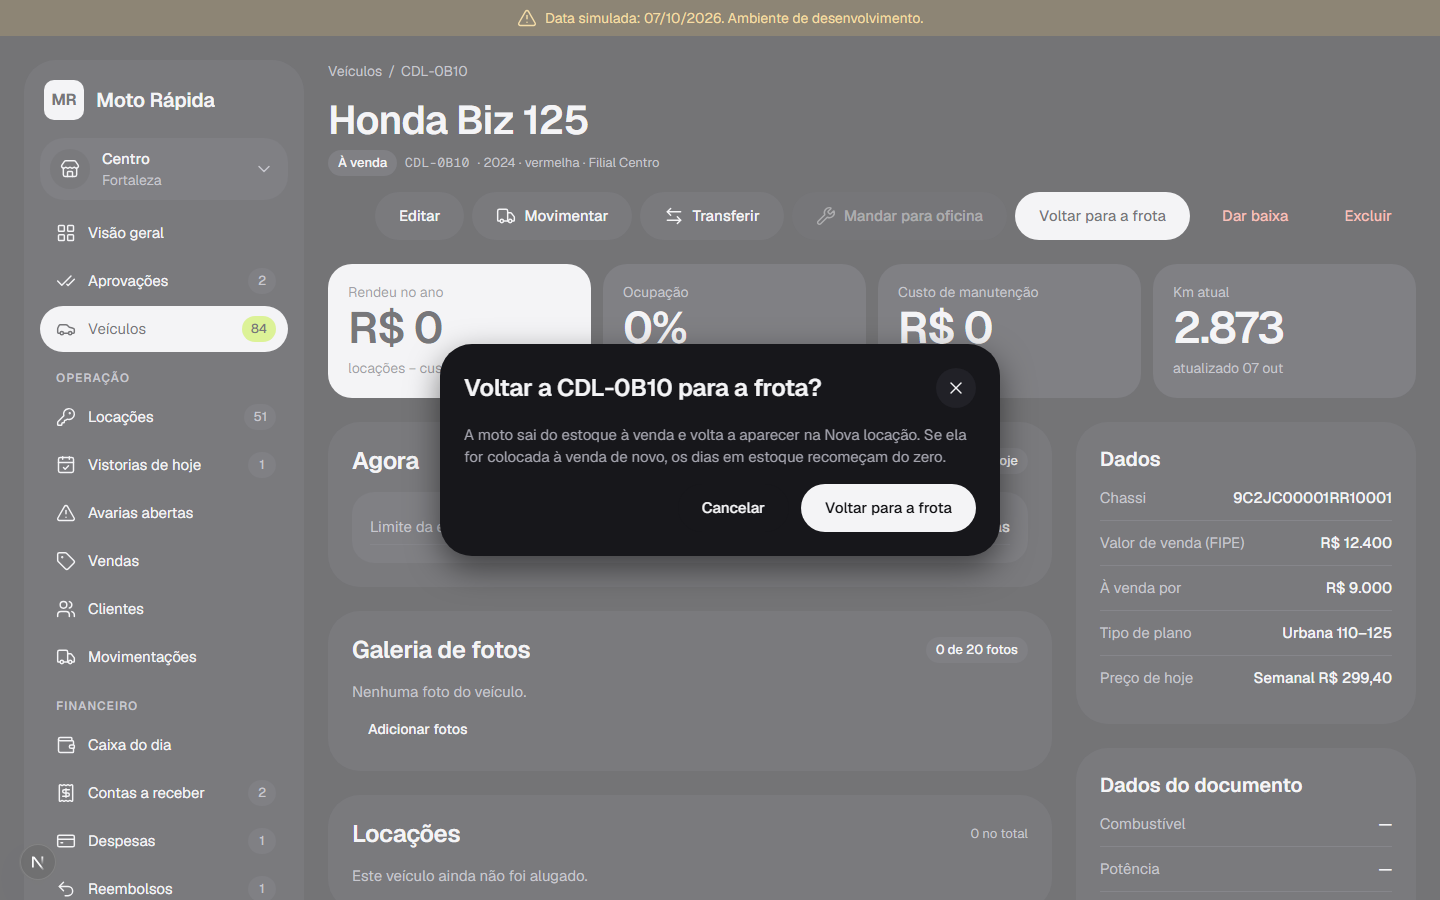 Data simulada: 07/10/2026. Ambiente de desenvolvimento.
MR
Moto Rápida
Centro
Fortaleza
Visão geral
Aprovações 2
Veículos 84
OPERAÇÃO
Locações 51
Vistorias de hoje 1
Avarias abertas
Vendas
Clientes
Movimentações
FINANCEIRO
Caixa do dia
Contas a receber 2
Despesas 1
Reembolsos 1
N
Veículos / CDL-0B10
Honda Biz 125
À venda CDL-0B10 · 2024 · vermelha · Filial Centro
Editar Movimentar Transferir Mandar para oficina Voltar para a frota Dar baixa Excluir
Rendeu no ano
R$ 0
locações – cus
Ocupação
0%
Custo de manutenção
R$ 0
Km atual
2.873
atualizado 07 out
Voltar a CDL-0B10 para a frota?
A moto sai do estoque à venda e volta a aparecer na Nova locação. Se ela
for colocada à venda de novo, os dias em estoque recomeçam do zero.
Cancelar Voltar para a frota
Agora
oje
Limite da
s
Galeria de fotos
0 de 20 fotos
Nenhuma foto do veículo.
Adicionar fotos
Locações
0 no total
Este veículo ainda não foi alugado.
Dados
Chassi 9C2JC00001RR10001
Valor de venda (FIPE) R$ 12.400
À venda por R$ 9.000
Tipo de plano Urbana 110–125
Preço de hoje Semanal R$ 299,40
Dados do documento
Combustível —
Potência —